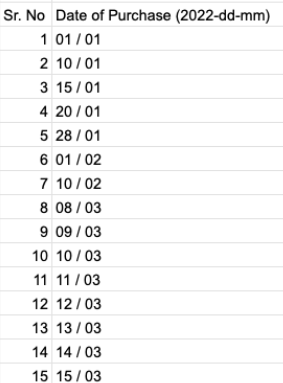 Sr. No Date of Purchase (2022-dd-mm)
1 01 / 01
2 10 / 01
3 15 / 01
4 20 / 01
5 28 / 01
6 01 / 02
7 10 / 02
8 08 / 03
9 09 / 03
10 10 / 03
11 11 / 03
12 12 / 03
13 13 / 03
14 14 / 03
15 15 / 03